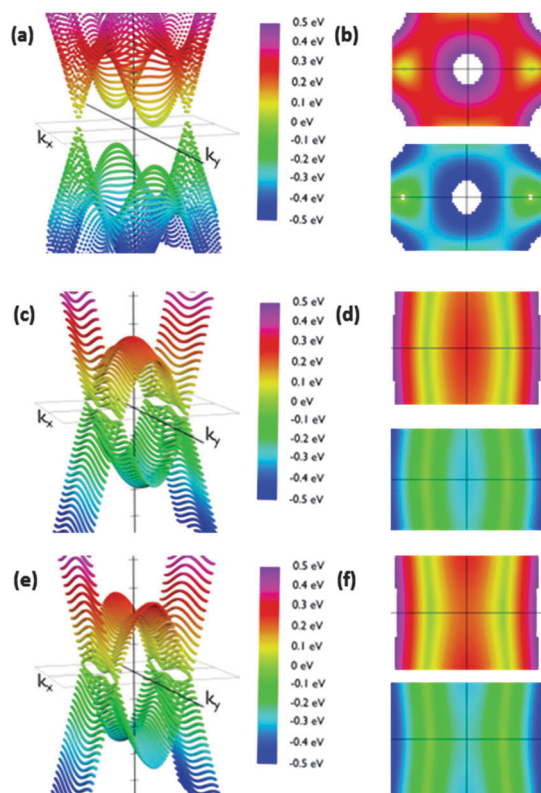 (a)
0.5 eV
0.4 eV
0.3 eV
0.2 eV
0.1 eV
0 eV
-0.1 eV
-0.2 eV
-0.3 eV
-0.4 eV
-0.5 eV
kx
ky
(b)
(c)
0.5 eV
0.4 eV
0.3 eV
0.2 eV
0.1 eV
0 eV
-0.1 eV
-0.2 eV
-0.3 eV
-0.4 eV
-0.5 eV
kx
ky
(d)
(e)
0.5 eV
0.4 eV
0.3 eV
0.2 eV
0.1 eV
0 eV
-0.1 eV
-0.2 eV
-0.3 eV
-0.4 eV
-0.5 eV
kx
ky
(f)